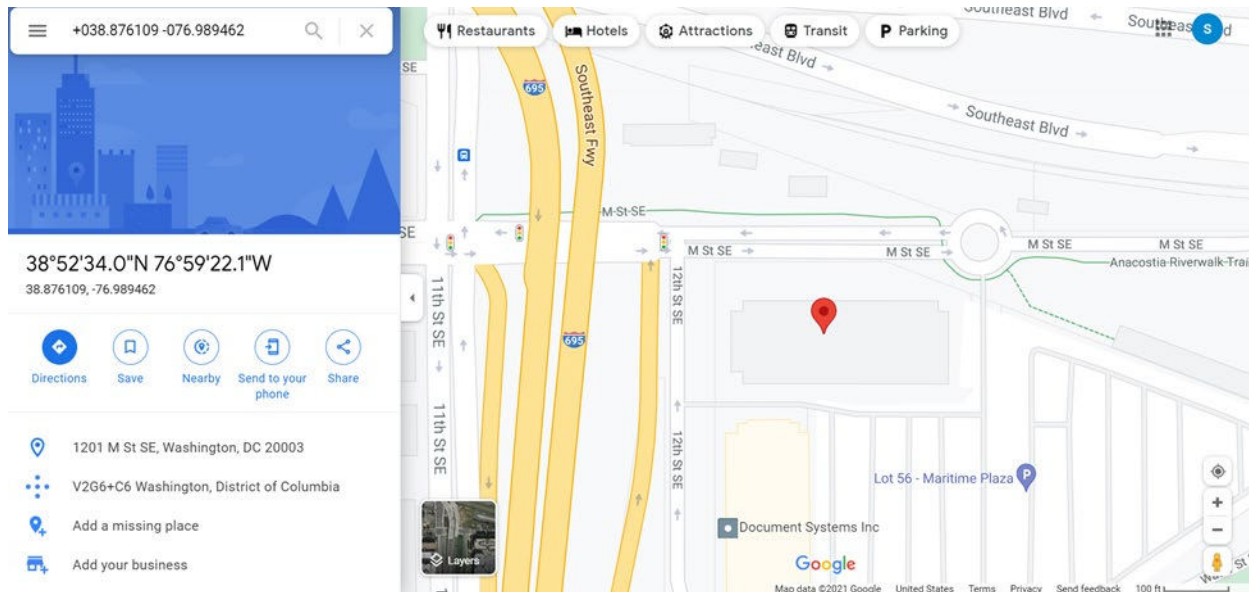 +038.876109 -076.989462
Restaurants
Hotels
Attractions
Transit
Parking
S
Southeast Blvd
SE
695
Southeast Fwy
east Blvd
Southeast Blvd
M St SE
SE
M St SE
M St SE
M St SE
M St SE
Anacostia Riverwalk Trai
38°52'34.0"N 76°59'22.1"W
38.876109, -76.989462
11th St SE
12th St SE
695
Directions
Save
Nearby
Send to your
phone
Share
11th St SE
12th St SE
1201 M St SE, Washington, DC 20003
V2G6+C6 Washington, District of Columbia
Add a missing place
Add your business
Lot 56 - Maritime Plaza
P
Document Systems Inc
Layers
Google
Map data ©2021 Google United States Terms Privacy Send feedback 100 ft